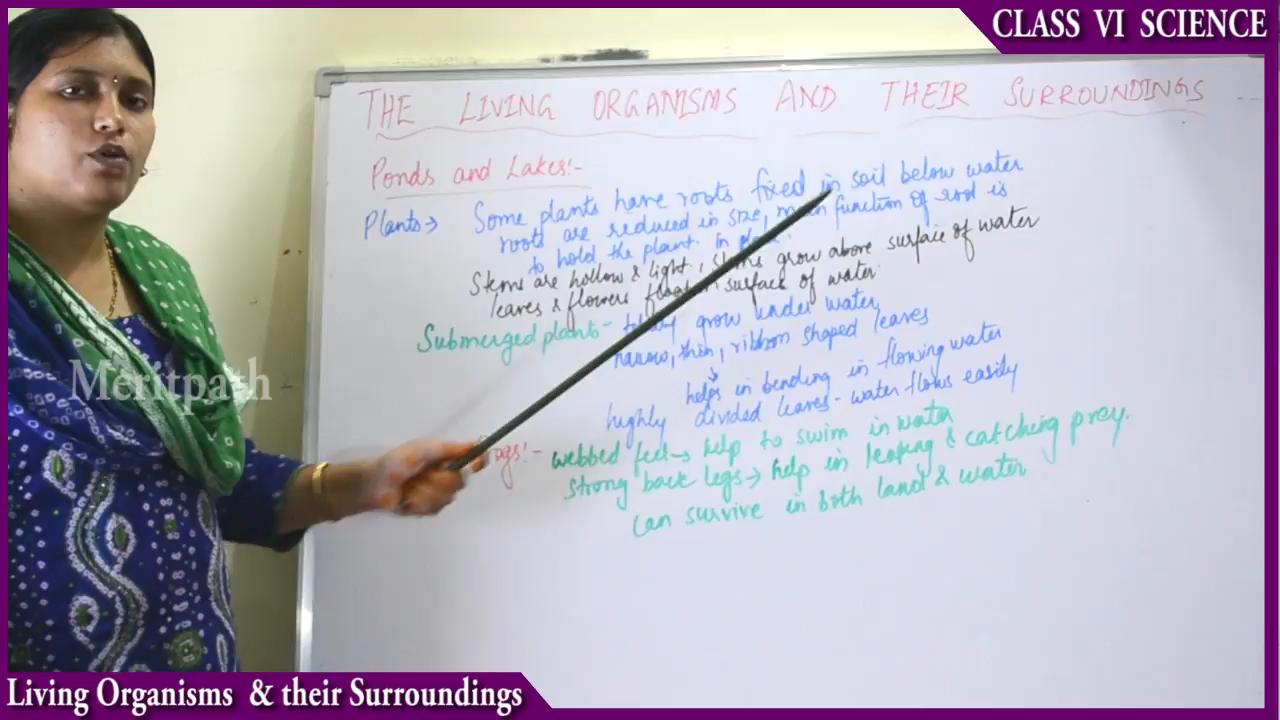 CLASS VI SCIENCE
THE LIVING ORGANISMS AND THEIR SURROUNDINGS
Ponds and Lakes:-
Plants→ Some plants have roots fixed in soil below water
roots are reduced in size, main function of root is
to hold the plant in place.
Stems are hollow & light, stems grow above surface of water
leaves & flowers float on surface of water.
Submerged plants- totally grow under water
narrow, thin, ribbon shaped leaves
helps in bending in flowing water
highly divided leaves - water flows easily
webbed feet→ help to swim in water
strong back legs→ help in leaping & catching prey.
Can survive in both land & water
Meritpath
Living Organisms & their Surroundings